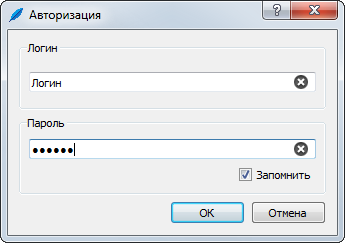 Авторизация
Логин
Логин
Пароль
••••••
Запомнить
OK
Отмена